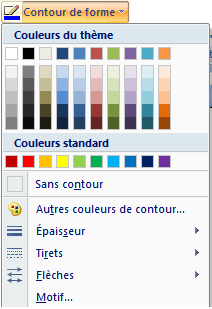 Contour de forme
Couleurs du thème
Couleurs standard
Sans contour
Autres couleurs de contour...
Épaisseur
Tirets
Flèches
Motif...